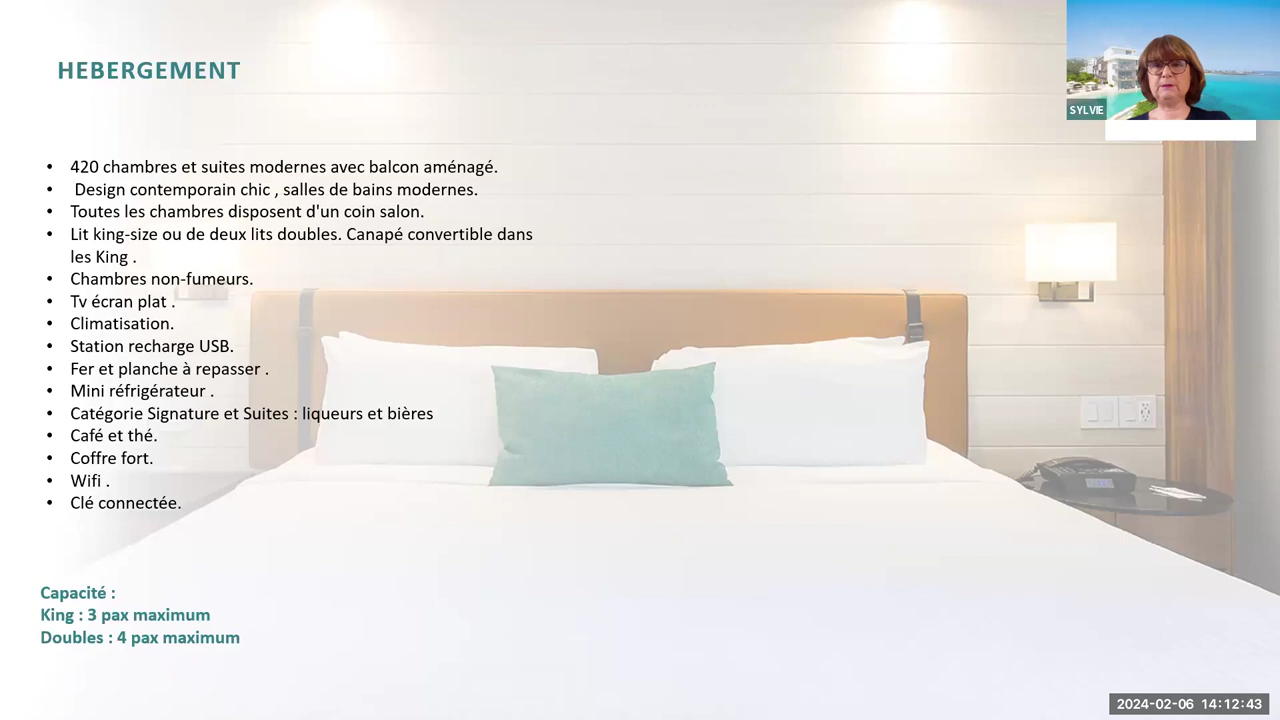 HEBERGEMENT
SYLVIE
• 420 chambres et suites modernes avec balcon aménagé.
• Design contemporain chic , salles de bains modernes.
• Toutes les chambres disposent d'un coin salon.
• Lit king-size ou de deux lits doubles. Canapé convertible dans
les King .
• Chambres non-fumeurs.
• Tv écran plat .
• Climatisation.
• Station recharge USB.
• Fer et planche à repasser .
• Mini réfrigérateur .
• Catégorie Signature et Suites : liqueurs et bières
• Café et thé.
• Coffre fort.
• Wifi .
• Clé connectée.
Capacité :
King : 3 pax maximum
Doubles : 4 pax maximum
2024-02-06 14:12:43